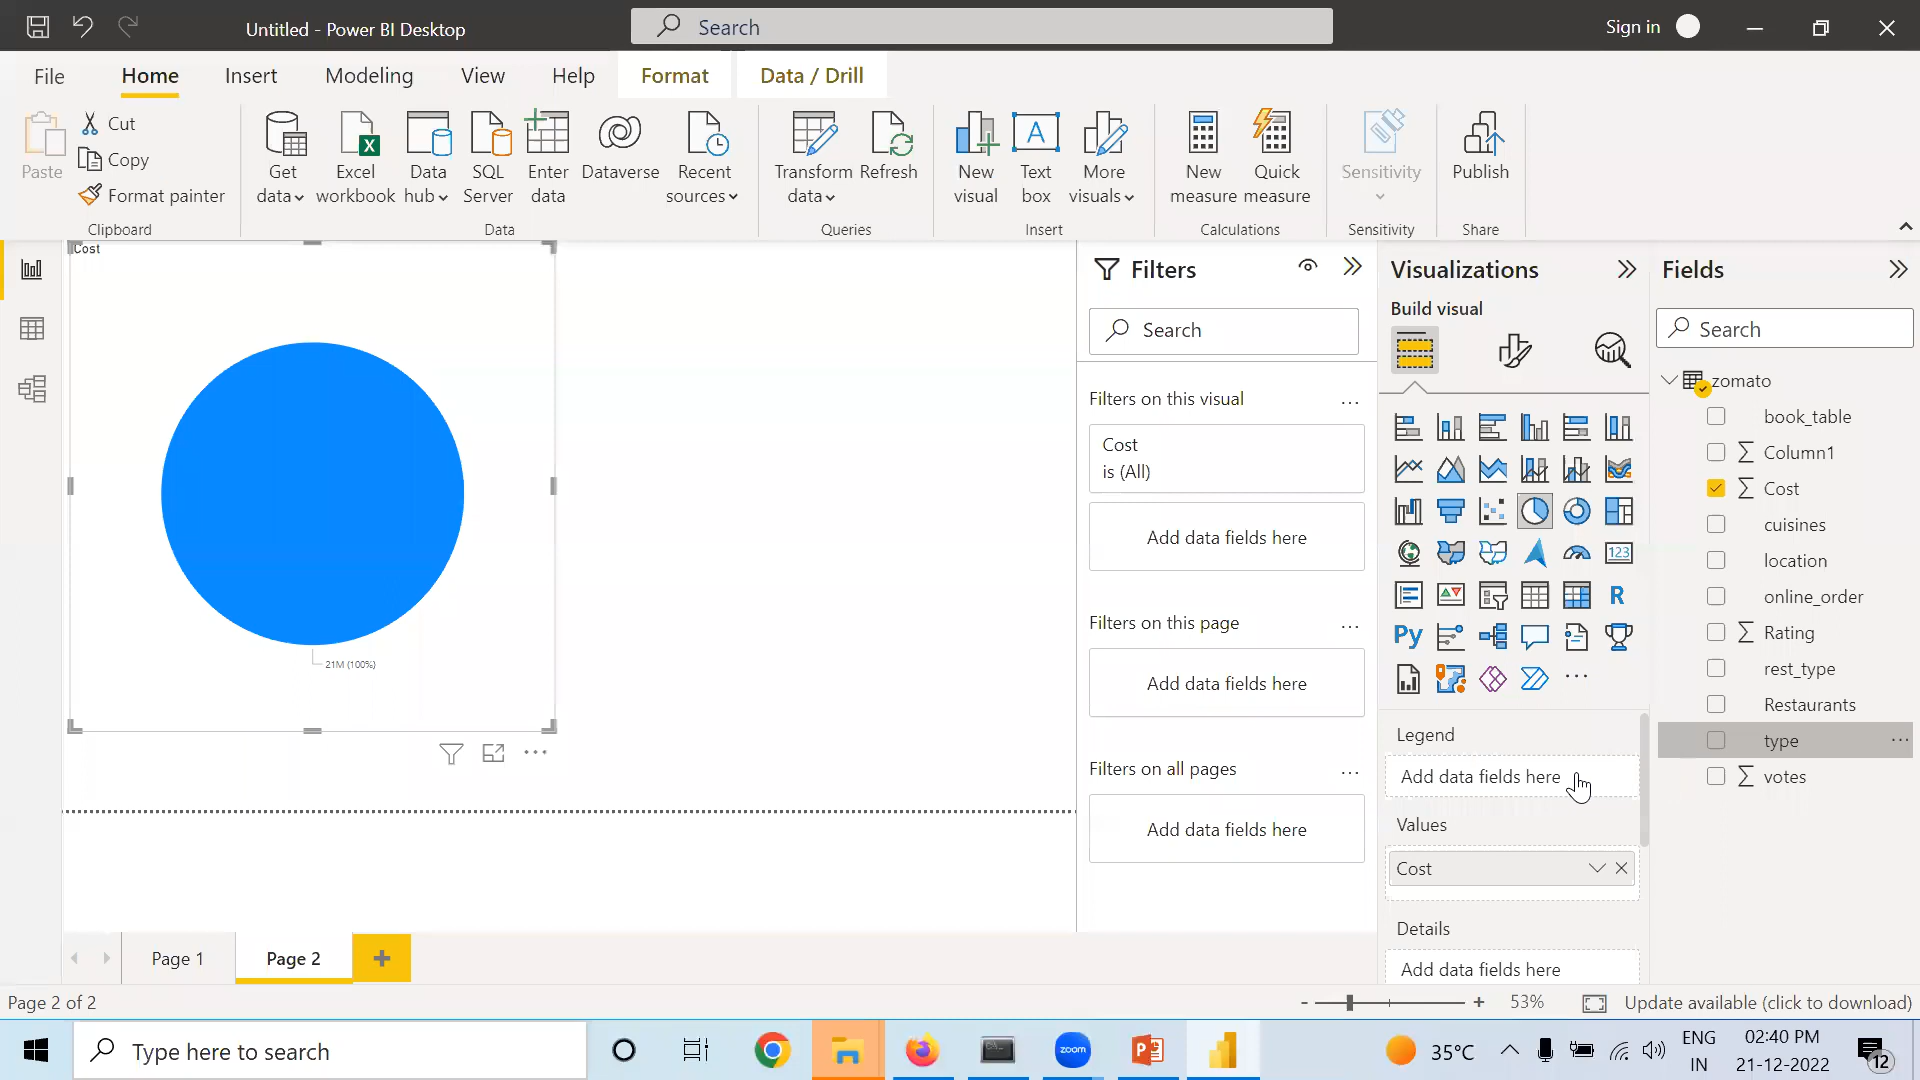 Untitled - Power BI Desktop
Search
Sign in
File
Home
Insert
Modeling
View
Help
Format
Data / Drill
Paste
Cut
Copy
Format painter
Clipboard
Get data
Excel workbook
Data hub
SQL Server
Enter data
Dataverse
Recent sources
Data
Transform data
Refresh
Queries
New visual
Text box
More visuals
Insert
New measure
Quick measure
Calculations
Sensitivity
Sensitivity
Publish
Share
Cost
21M (100%)
Filters
Search
Filters on this visual
...
Cost
is (All)
Add data fields here
Filters on this page
...
Add data fields here
Filters on all pages
...
Add data fields here
Visualizations
Build visual
123
R
Py
...
Legend
Add data fields here
Values
Cost
Details
Add data fields here
Fields
Search
zomato
book_table
Column1
Cost
cuisines
location
online_order
Rating
rest_type
Restaurants
type
...
votes
Page 1
Page 2
+
Page 2 of 2
- + 53%
Update available (click to download)
Type here to search
zoom
35°C
ENG
IN
02:40 PM
21-12-2022
12